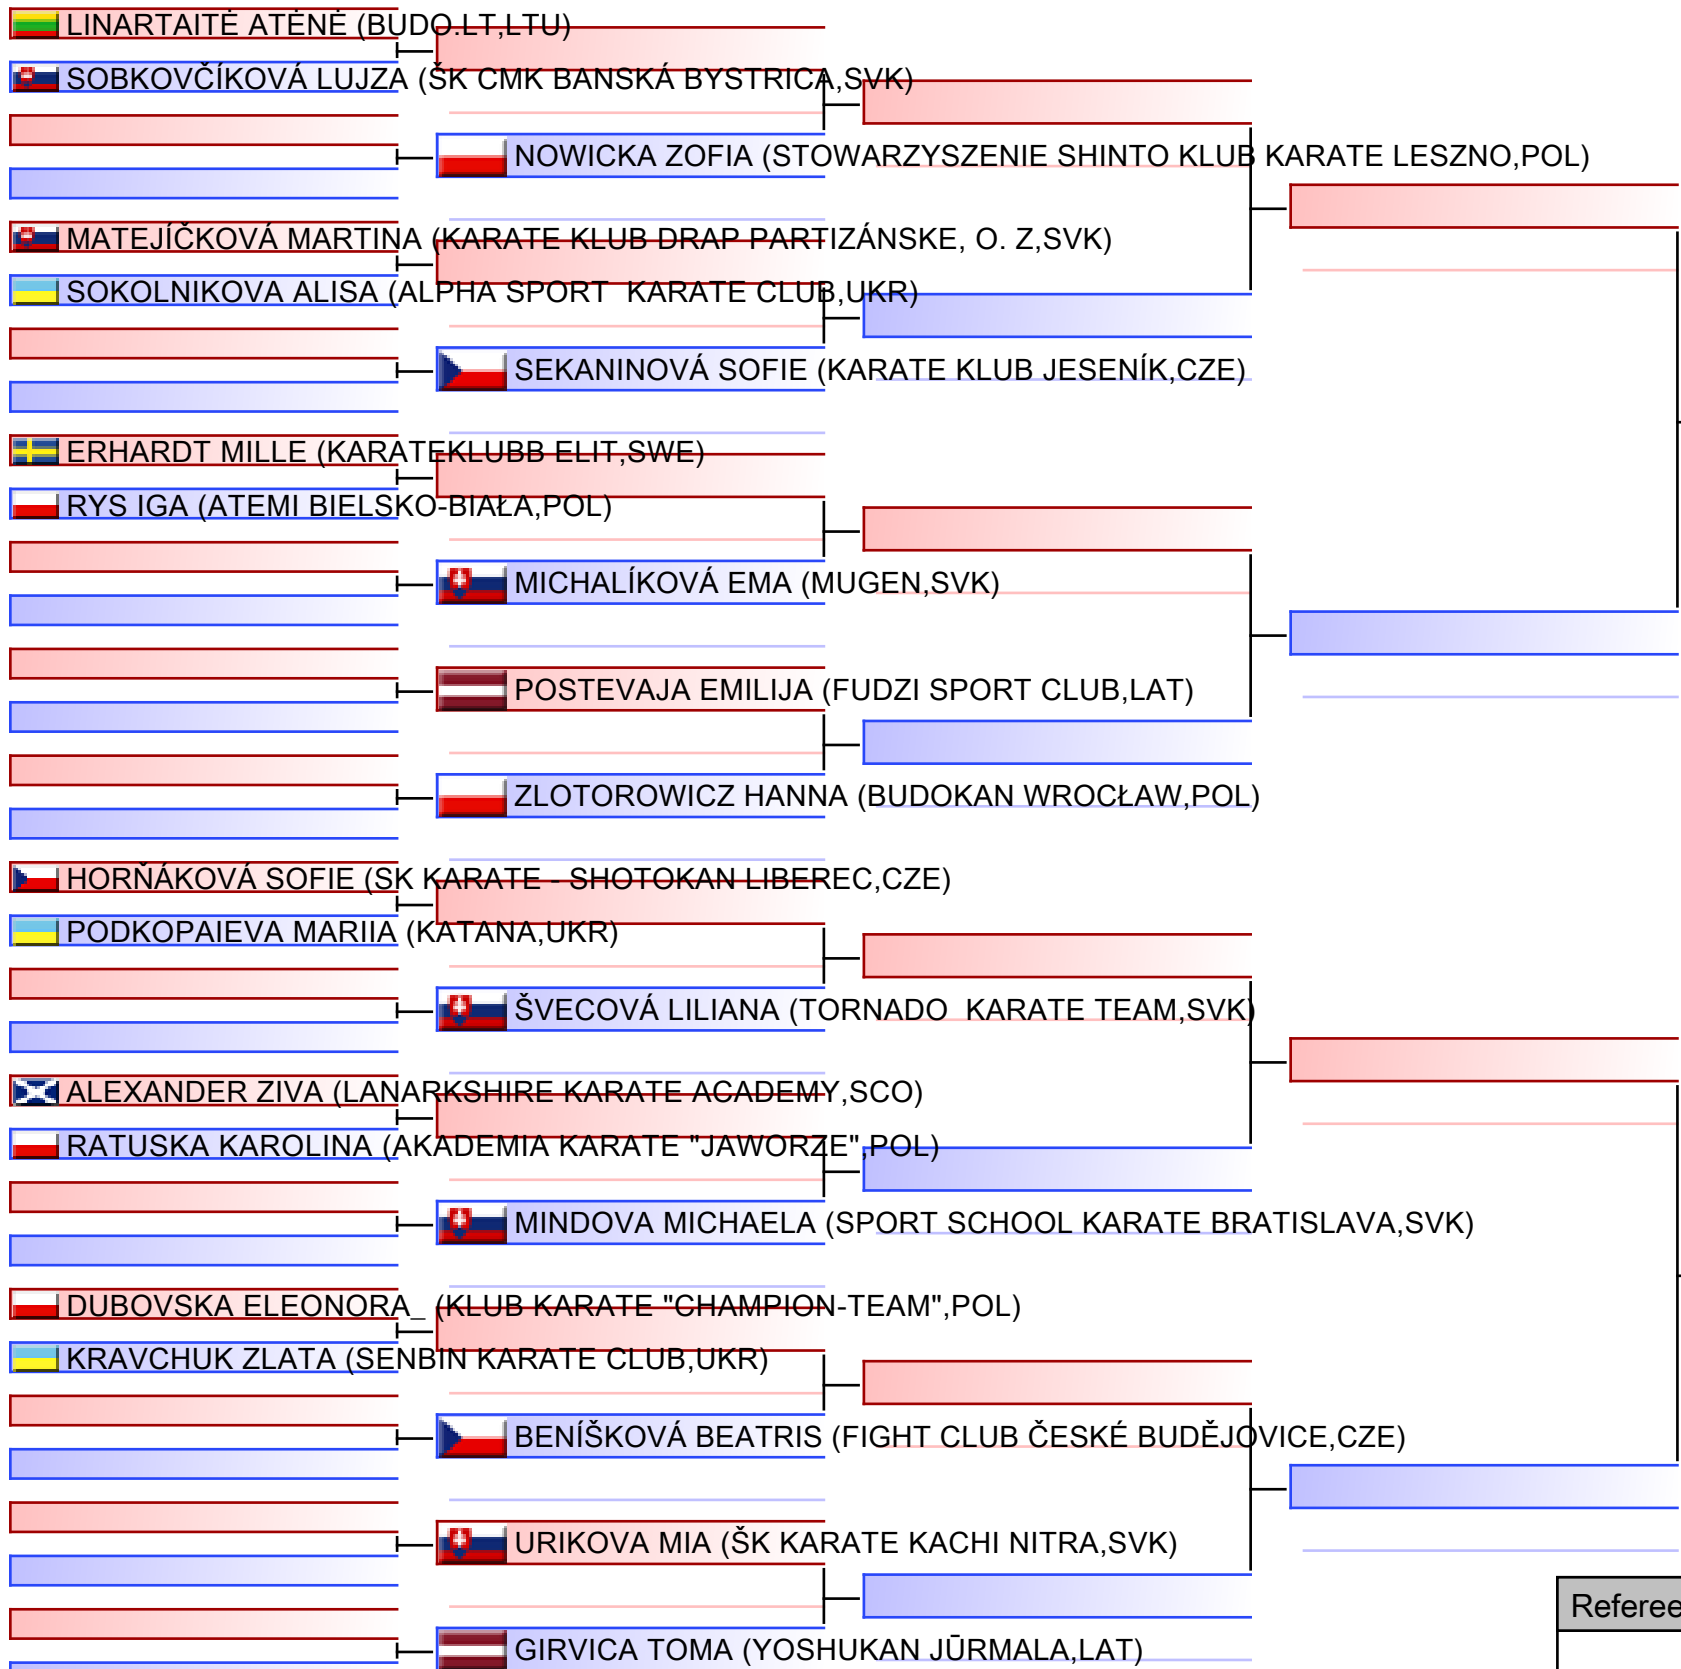 LINARTAITĖ ATĖNĖ (BUDO.LT,LTU)
SOBKOVČÍKOVÁ LUJZA (ŠK CMK BANSKÁ BYSTRICA,SVK)
NOWICKA ZOFIA (STOWARZYSZENIE SHINTO KLUB KARATE LESZNO,POL)
MATEJÍČKOVÁ MARTINA (KARATE KLUB DRAP PARTIZÁNSKE, O. Z,SVK)
SOKOLNIKOVA ALISA (ALPHA SPORT  KARATE CLUB,UKR)
SEKANINOVÁ SOFIE (KARATE KLUB JESENÍK,CZE)
ERHARDT MILLE (KARATEKLUBB ELIT,SWE)
RYS IGA (ATEMI BIELSKO-BIAŁA,POL)
MICHALÍKOVÁ EMA (MUGEN,SVK)
POSTEVAJA EMILIJA (FUDZI SPORT CLUB,LAT)
ZLOTOROWICZ HANNA (BUDOKAN WROCŁAW,POL)
HORŇÁKOVÁ SOFIE (SK KARATE - SHOTOKAN LIBEREC,CZE)
PODKOPAIEVA MARIIA (KATANA,UKR)
ŠVECOVÁ LILIANA (TORNADO  KARATE TEAM,SVK)
ALEXANDER ZIVA (LANARKSHIRE KARATE ACADEMY,SCO)
RATUSKA KAROLINA (AKADEMIA KARATE "JAWORZE",POL)
MINDOVA MICHAELA (SPORT SCHOOL KARATE BRATISLAVA,SVK)
DUBOVSKA ELEONORA_ (KLUB KARATE "CHAMPION-TEAM",POL)
KRAVCHUK ZLATA (SENBIN KARATE CLUB,UKR)
BENÍŠKOVÁ BEATRIS (FIGHT CLUB ČESKÉ BUDĚJOVICE,CZE)
URIKOVA MIA (ŠK KARATE KACHI NITRA,SVK)
Referee
GIRVICA TOMA (YOSHUKAN JŪRMALA,LAT)